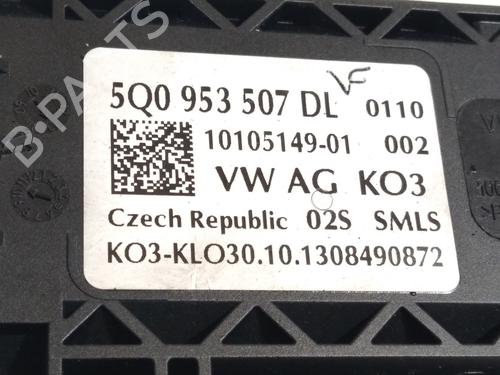 5Q0 953 507 DL 0110
10105149-01 002
VW AG KO3
Czech Republic 02S SMLS
KO3-KLO30.10.1308490872
B-PARTS